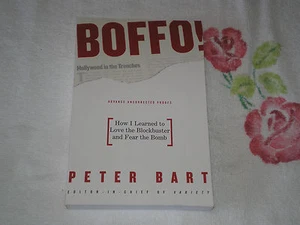 BOFFO!
Hollywood in the Trenches
ADVANCE UNCORRECTED PROOFS
How I Learned to
Love the Blockbuster
and Fear the Bomb
PETER BART
EDITOR-IN-CHIEF OF VARIETY